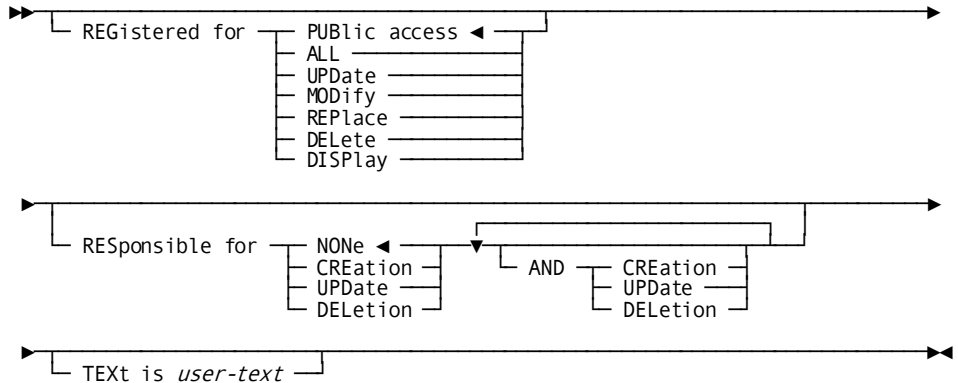 REGistered for PUBlic access ◄
ALL
UPDate
MODify
REPlace
DELete
DISPlay
RESponsible for NONe ◄
CREation AND CREation
UPDate UPDate
DELetion DELetion
TEXt is user-text